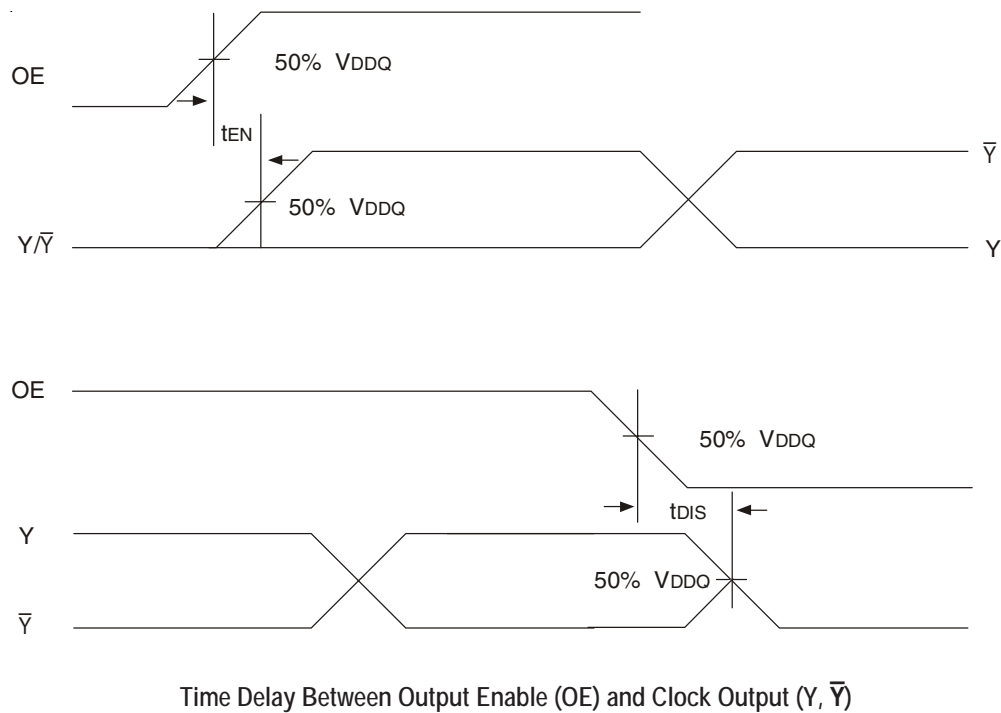 OE
50% VDDQ
tEN
Y̅
50% VDDQ
Y/Y̅
Y
OE
50% VDDQ
tDIS
Y
50% VDDQ
Y̅
Time Delay Between Output Enable (OE) and Clock Output (Y, Y̅)